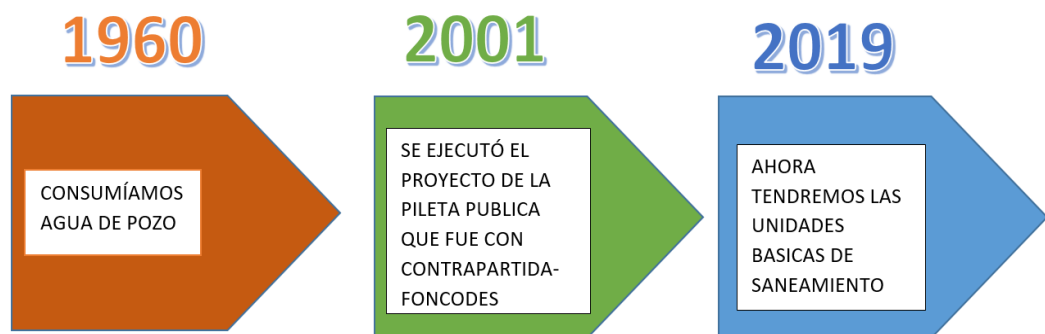 1960
CONSUMÍAMOS
AGUA DE POZO
2001
SE EJECUTÓ EL
PROYECTO DE LA
PILETA PUBLICA
QUE FUE CON
CONTRAPARTIDA-
FONCODES
2019
AHORA
TENDREMOS LAS
UNIDADES
BASICAS DE
SANEAMIENTO